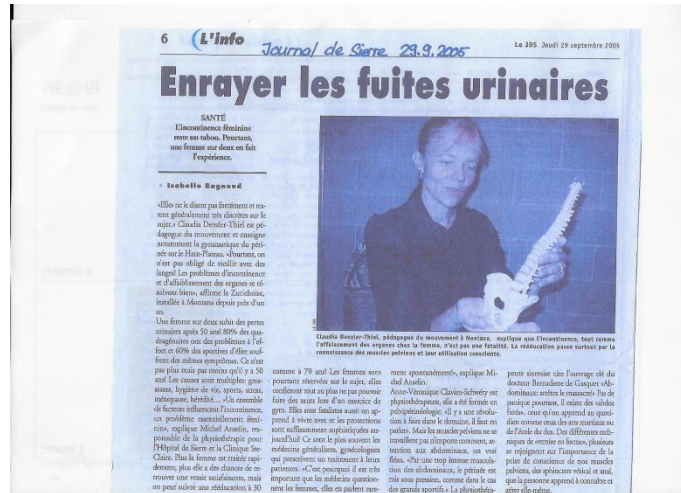 6
L'info
Journal de Sierre 29.9.2005
Le JDS Jeudi 29 septembre 2005
Enrayer les fuites urinaires
SANTÉ
L'incontinence féminine
reste un tabou. Pourtant,
une femme sur deux en fait
l'expérience.
Isabelle Bagnoud
«Elles ne le disent pas forcément et res-
tent généralement très discrètes sur le
sujet.» Claudia Denzler-Thiel est pé-
dagogue du mouvement et enseigne
notamment la gymnastique du péri-
née sur le Haut-Plateau. «Pourtant, on
n'est pas obligé de vieillir avec des
langes! Les problèmes d'incontinence
et d'affaiblissement des organes se ré-
solvent bien», affirme la Zurichoise,
installée à Montana depuis près d'un
an.
Une femme sur deux subit des pertes
urinaires après 50 ans! 80% des qua-
dragénaires ont des problèmes à l'ef-
fort et 60% des sportives d'élite souf-
frent des mêmes symptômes. Ce n'est
pas plus mais pas moins qu'il y a 50
ans! Les causes sont multiples: gros-
sesses, hygiène de vie, sports, stress,
ménopause, hérédité... «Un ensemble
de facteurs influencent l'incontinence,
un problème essentiellement fémi-
nin», explique Michel Anselin, res-
ponsable de la physiothérapie pour
l'Hôpital de Sierre et la Clinique Ste-
Claire. Plus la femme est traitée rapi-
dement, plus elle a des chances de re-
trouver une vessie satisfaisante, mais
on peut suivre une rééducation à 30
Claudia Denzler-Thiel, pédagogue du mouvement à Montana, explique que l'incontinence, tout comme
l'affaissement des organes chez la femme, n'est pas une fatalité. La rééducation passe surtout par la
connaissance des muscles pelviens et leur utilisation consciente.
comme à 70 ans! Les femmes sont
pourtant réservées sur le sujet, elles
confieront tout au plus ne pas pouvoir
faire des sauts lors d'un exercice de
gym. Elles sont fatalistes aussi: on ap-
prend à vivre avec et les protections
sont suffisamment sophistiquées au-
jourd'hui! Ce sont le plus souvent les
médecins généralistes, gynécologues
qui prescrivent un traitement à leurs
patientes. «C'est pourquoi il est très
important que les médecins question-
nent les femmes, elles en parlent rare-
ment spontanément», explique Mi-
chel Anselin.
Anne-Véronique Clavien-Schwéry est
physiothérapeute, elle a été formée en
pelvipérinéologie: «Il y a une révolu-
tion à faire dans le domaine, il faut en
parler». Mais les muscles pelviens ne se
travaillent pas n'importe comment, at-
tention aux abdominaux, un vrai
fléau. «Par une trop intense muscula-
tion des abdominaux, le périnée est
mis sous pression, comme dans le cas
des grands sportifs.» La physiothéra-
peute sierroise cite l'ouvrage clé du
docteur Bernadette de Gasquet «Ab-
dominaux: arrêtez le massacre!» Pas de
panique pourtant, il existe des «abdos
futés», ceux qu'on apprend au quoti-
dien comme ceux des arts martiaux ou
de l'école du dos. Des différentes tech-
niques de «remise en forme», plusieurs
se rejoignent sur l'importance de la
prise de conscience de nos muscles
pelviens, des sphincters vésical et anal,
que la personne apprend à connaître et
gérer elle-même.